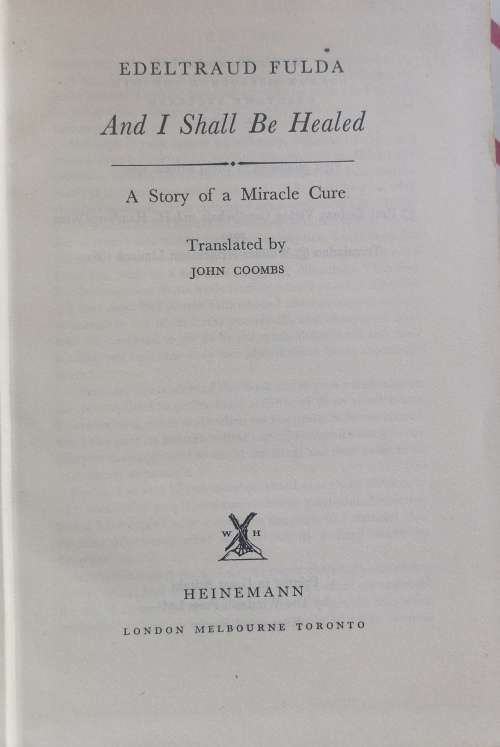 EDELTRAUD FULDA
And I Shall Be Healed
A Story of a Miracle Cure
Translated by
JOHN COOMBS
W H
HEINEMANN
LONDON MELBOURNE TORONTO